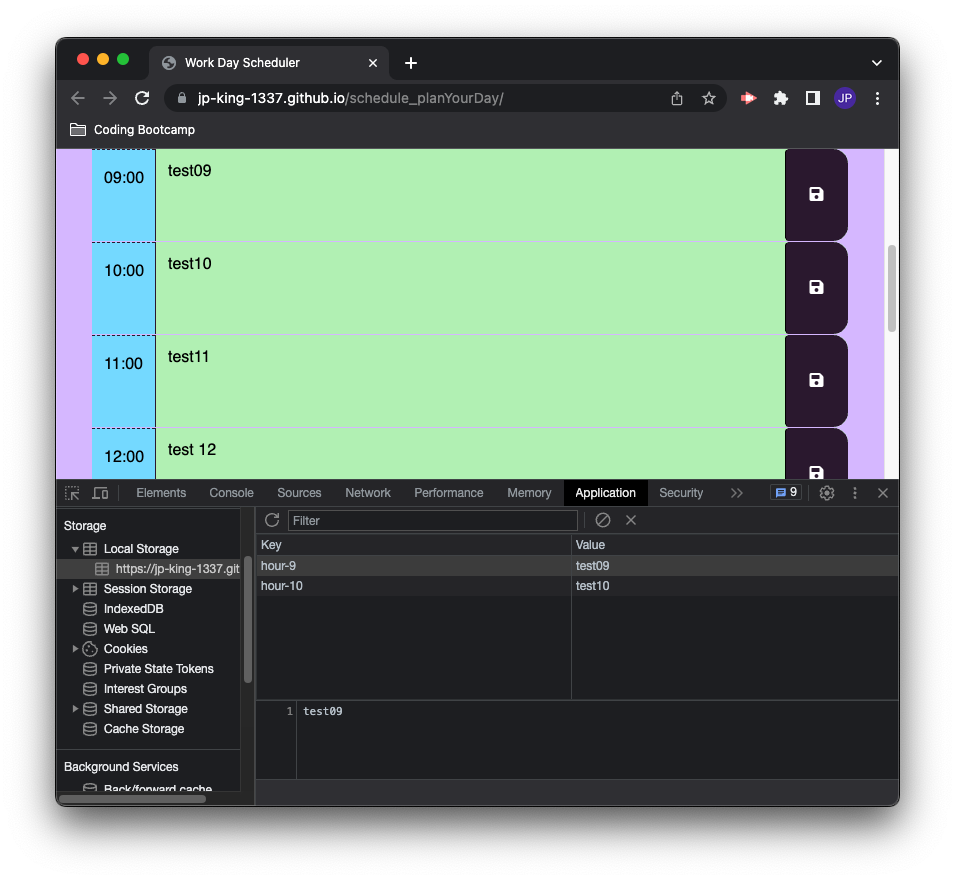 Work Day Scheduler
jp-king-1337.github.io/schedule_planYourDay/
JP
Coding Bootcamp
09:00 test09
10:00 test10
11:00 test11
12:00 test 12
Elements Console Sources Network Performance Memory Application Security 9
Storage
Filter
Local Storage
Key Value
https://jp-king-1337.git
hour-9 test09
Session Storage
hour-10 test10
IndexedDB
Web SQL
Cookies
Private State Tokens
Interest Groups
Shared Storage
1 test09
Cache Storage
Background Services
Back/forward cache